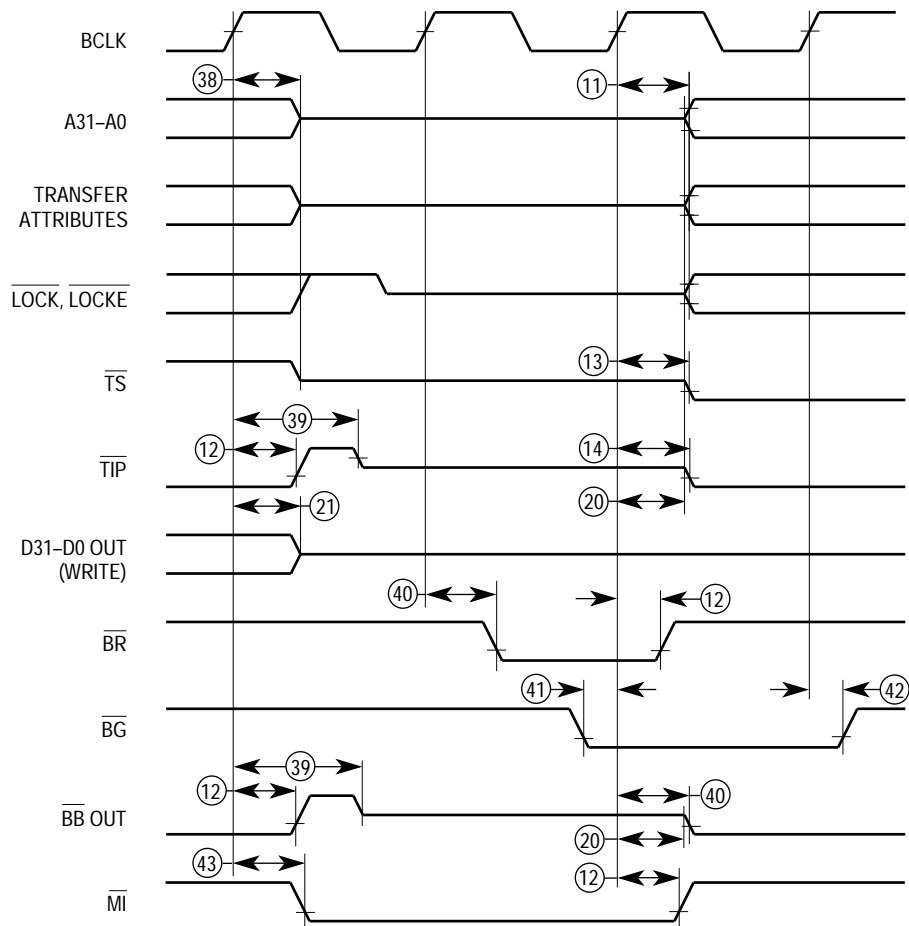 BCLK
38
11
A31–A0
TRANSFER
ATTRIBUTES
LOCK, LOCKE
13
TS
39
12
14
TIP
21
20
D31–D0 OUT
(WRITE)
40
12
BR
41
42
BG
39
12
40
BB OUT
20
43
12
MI